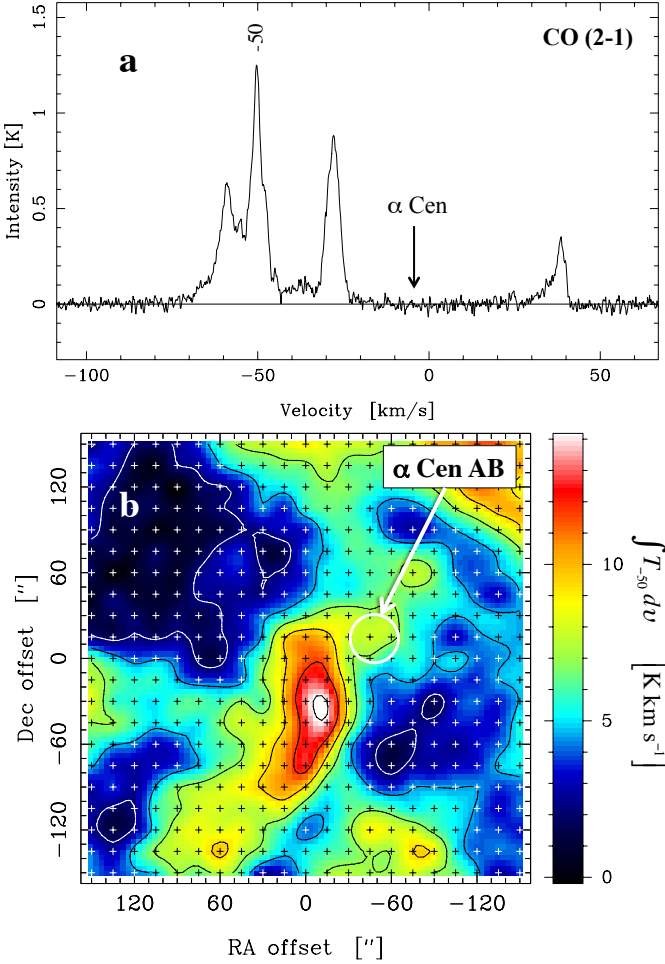 CO (2-1)
a
-50
α Cen
Intensity [K]
1.5
1
0.5
0
−100
−50
0
50
Velocity [km/s]
α Cen AB
b
Dec offset ["]
120
60
0
−60
−120
120
60
0
−60
−120
RA offset ["]
10
5
0
∫ T₋₅₀ dυ [K km s⁻¹]